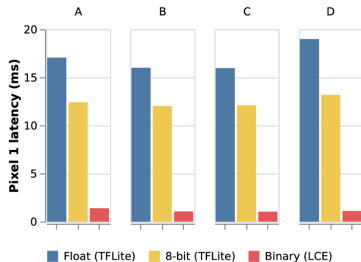 A B C D
Pixel 1 latency (ms)
20
15
10
5
0
Float (TFLite) 8-bit (TFLite) Binary (LCE)